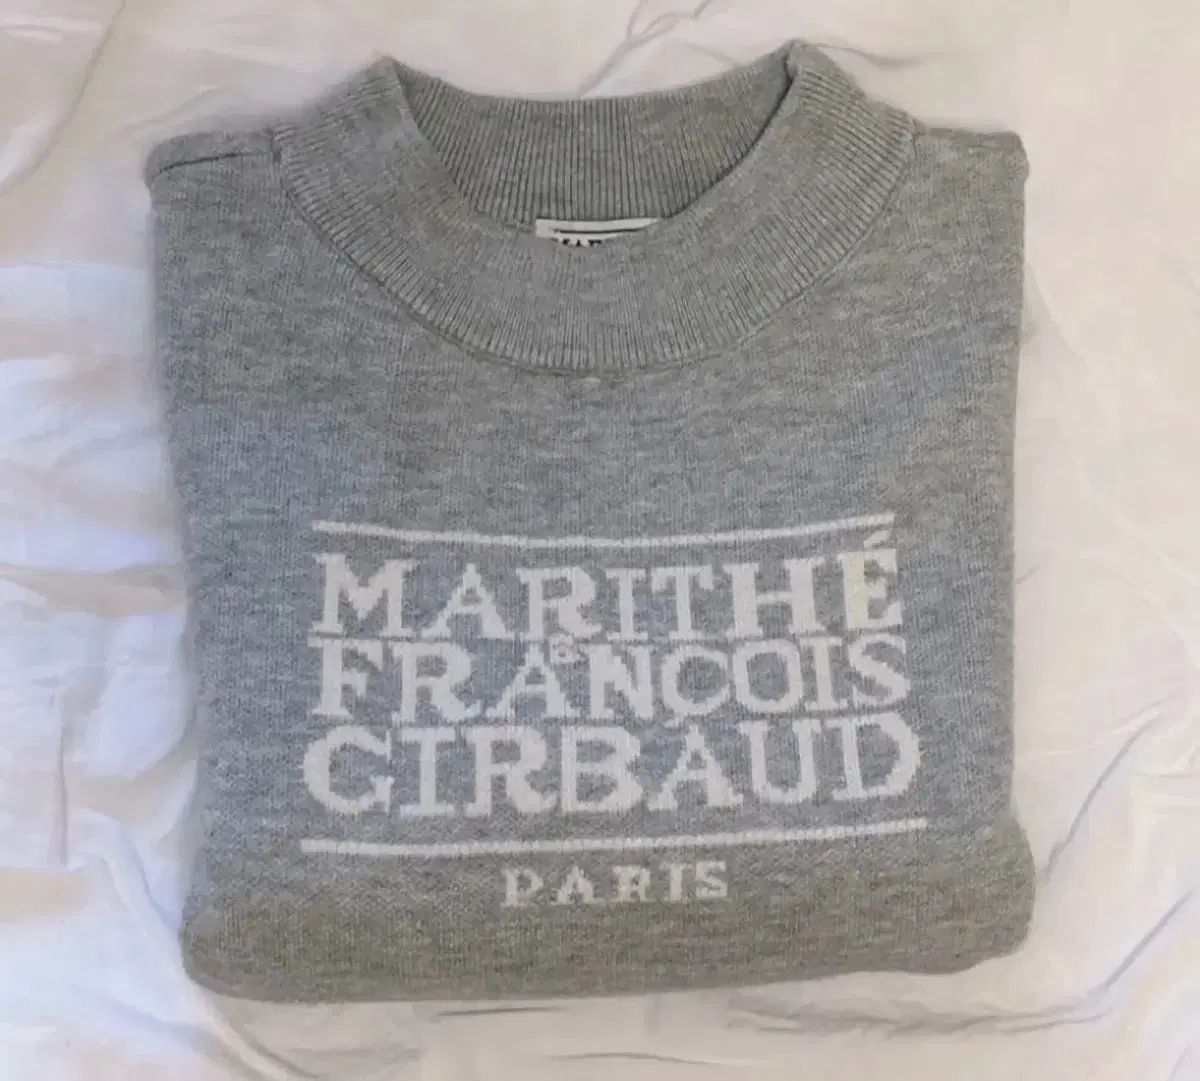 MARITHÉ
&
FRANÇOIS
GIRBAUD
PARIS